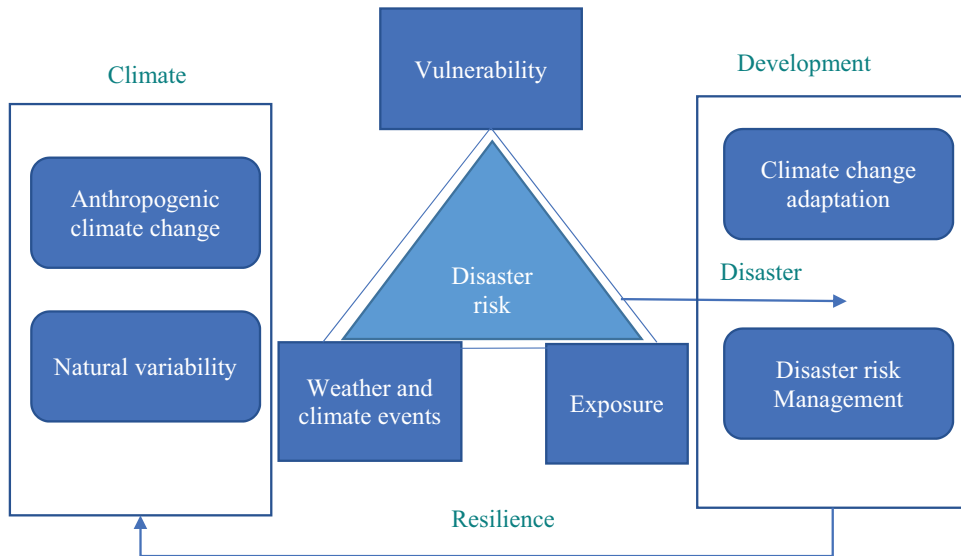 Climate
Anthropogenic
climate change
Natural variability
Vulnerability
Disaster
risk
Weather and
climate events
Exposure
Development
Climate change
adaptation
Disaster
Disaster risk
Management
Resilience